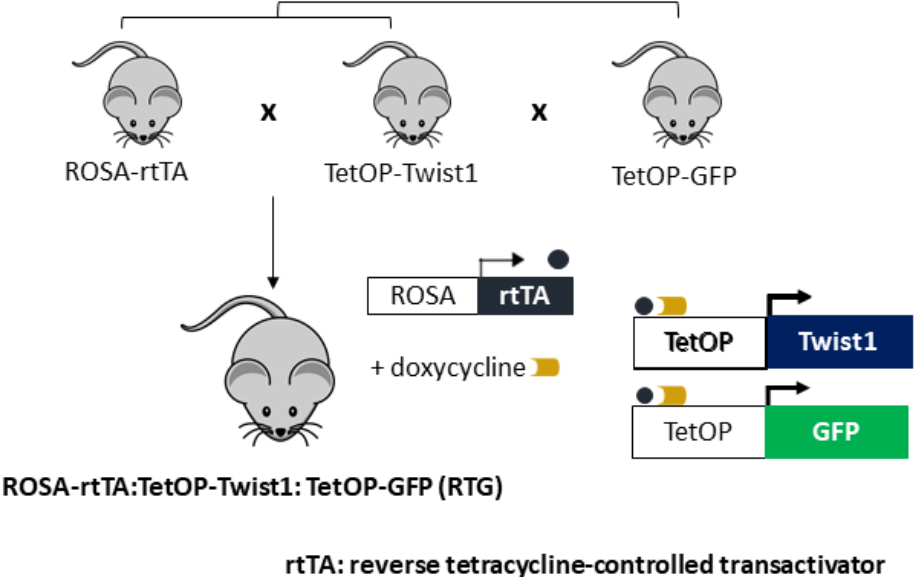 x
x
ROSA-rtTA
TetOP-Twist1
TetOP-GFP
ROSA
rtTA
TetOP
Twist1
+ doxycycline
TetOP
GFP
ROSA-rtTA:TetOP-Twist1: TetOP-GFP (RTG)
rtTA: reverse tetracycline-controlled transactivator